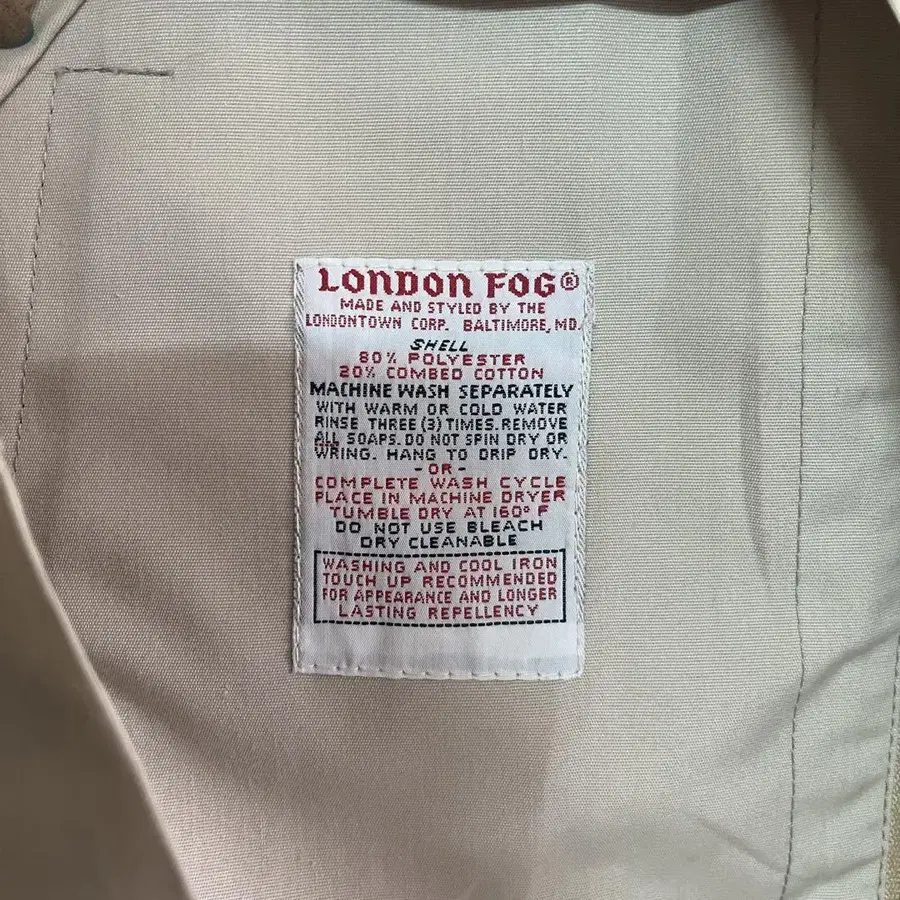 LONDON FOG®
MADE AND STYLED BY THE
LONDONTOWN CORP. BALTIMORE, MD.
SHELL
80% POLYESTER
20% COMBED COTTON
MACHINE WASH SEPARATELY
WITH WARM OR COLD WATER
RINSE THREE (3) TIMES. REMOVE
ALL SOAPS. DO NOT SPIN DRY OR
WRING. HANG TO DRIP DRY.
-OR-
COMPLETE WASH CYCLE
PLACE IN MACHINE DRYER
TUMBLE DRY AT 160° F
DO NOT USE BLEACH
DRY CLEANABLE
WASHING AND COOL IRON
TOUCH UP RECOMMENDED
FOR APPEARANCE AND LONGER
LASTING REPELLENCY